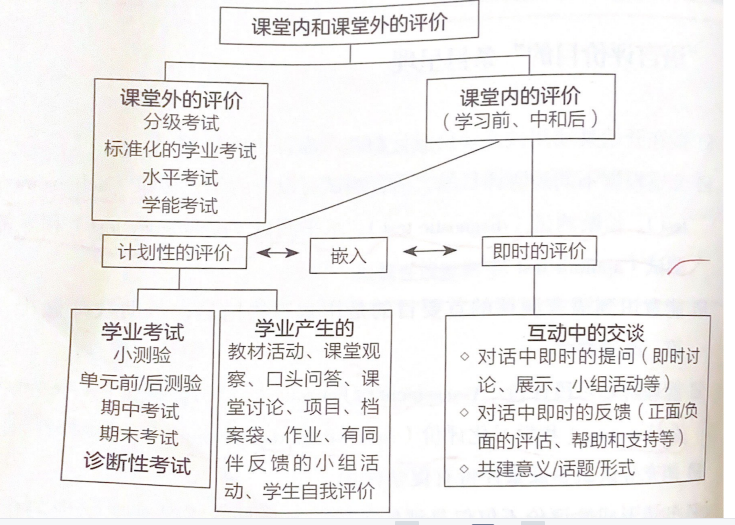 课堂内和课堂外的评价
课堂外的评价
分级考试
标准化的学业考试
水平考试
学能考试
课堂内的评价
（学习前、中和后）
计划性的评价
嵌入
即时的评价
学业考试
小测验
单元前/后测验
期中考试
期末考试
诊断性考试
学业产生的
教材活动、课堂观
察、口头问答、课
堂讨论、项目、档
案袋、作业、有同
伴反馈的小组活
动、学生自我评价
互动中的交谈
◇ 对话中即时的提问（即时讨
论、展示、小组活动等）
◇ 对话中即时的反馈（正面/负
面的评估、帮助和支持等）
◇ 共建意义/话题/形式